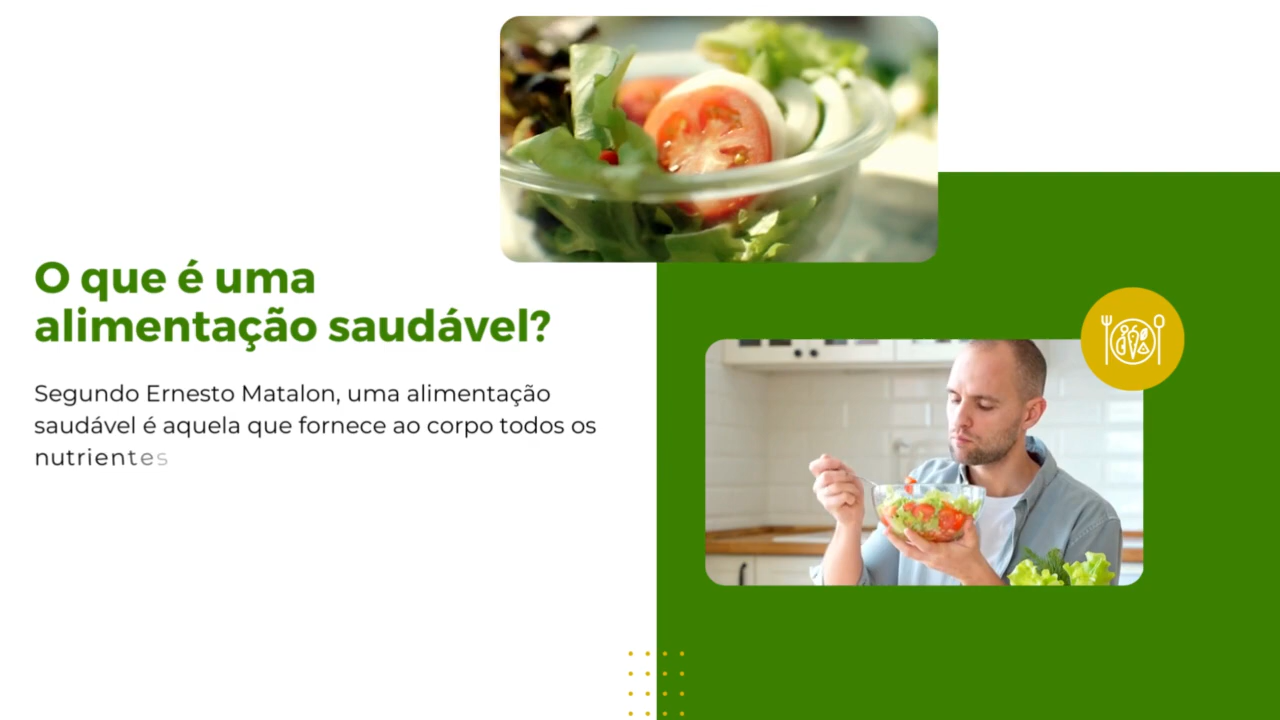 O que é uma
alimentação saudável?
Segundo Ernesto Matalon, uma alimentação
saudável é aquela que fornece ao corpo todos os
nutrientes